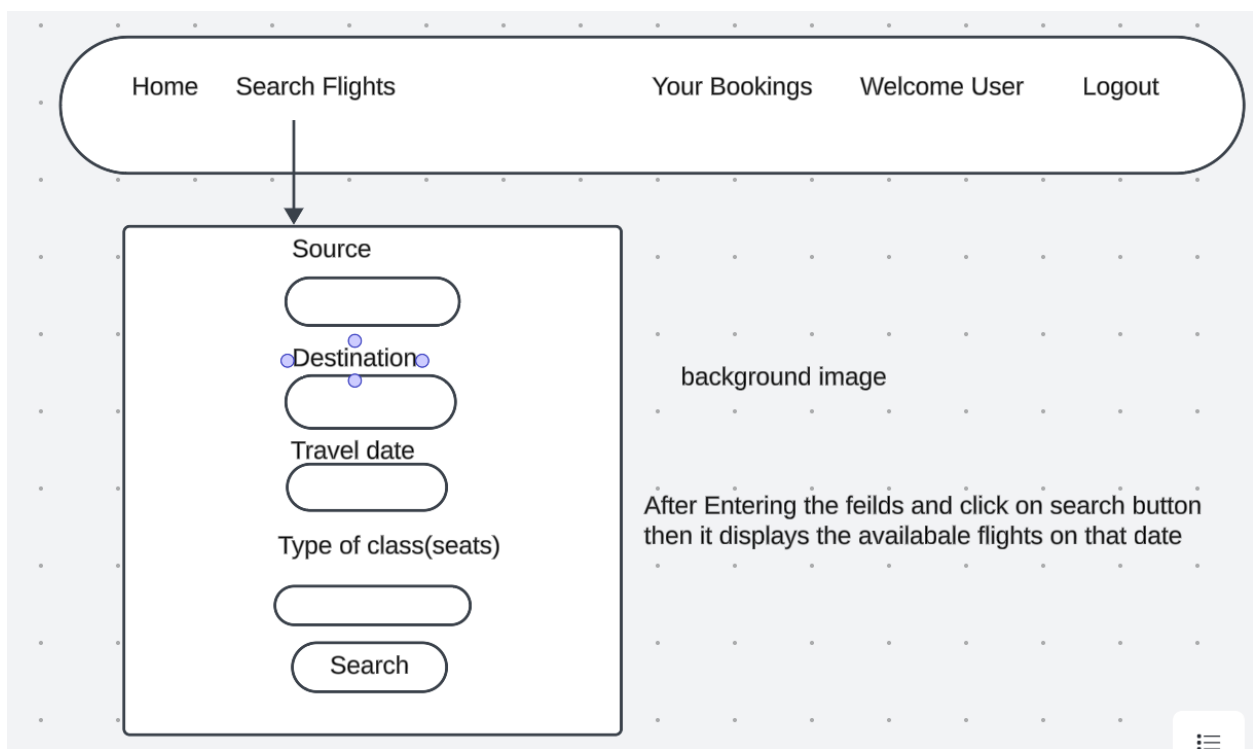 Home Search Flights Your Bookings Welcome User Logout
Source
Destination
Travel date
Type of class(seats)
Search
background image
After Entering the feilds and click on search button
then it displays the availabale flights on that date